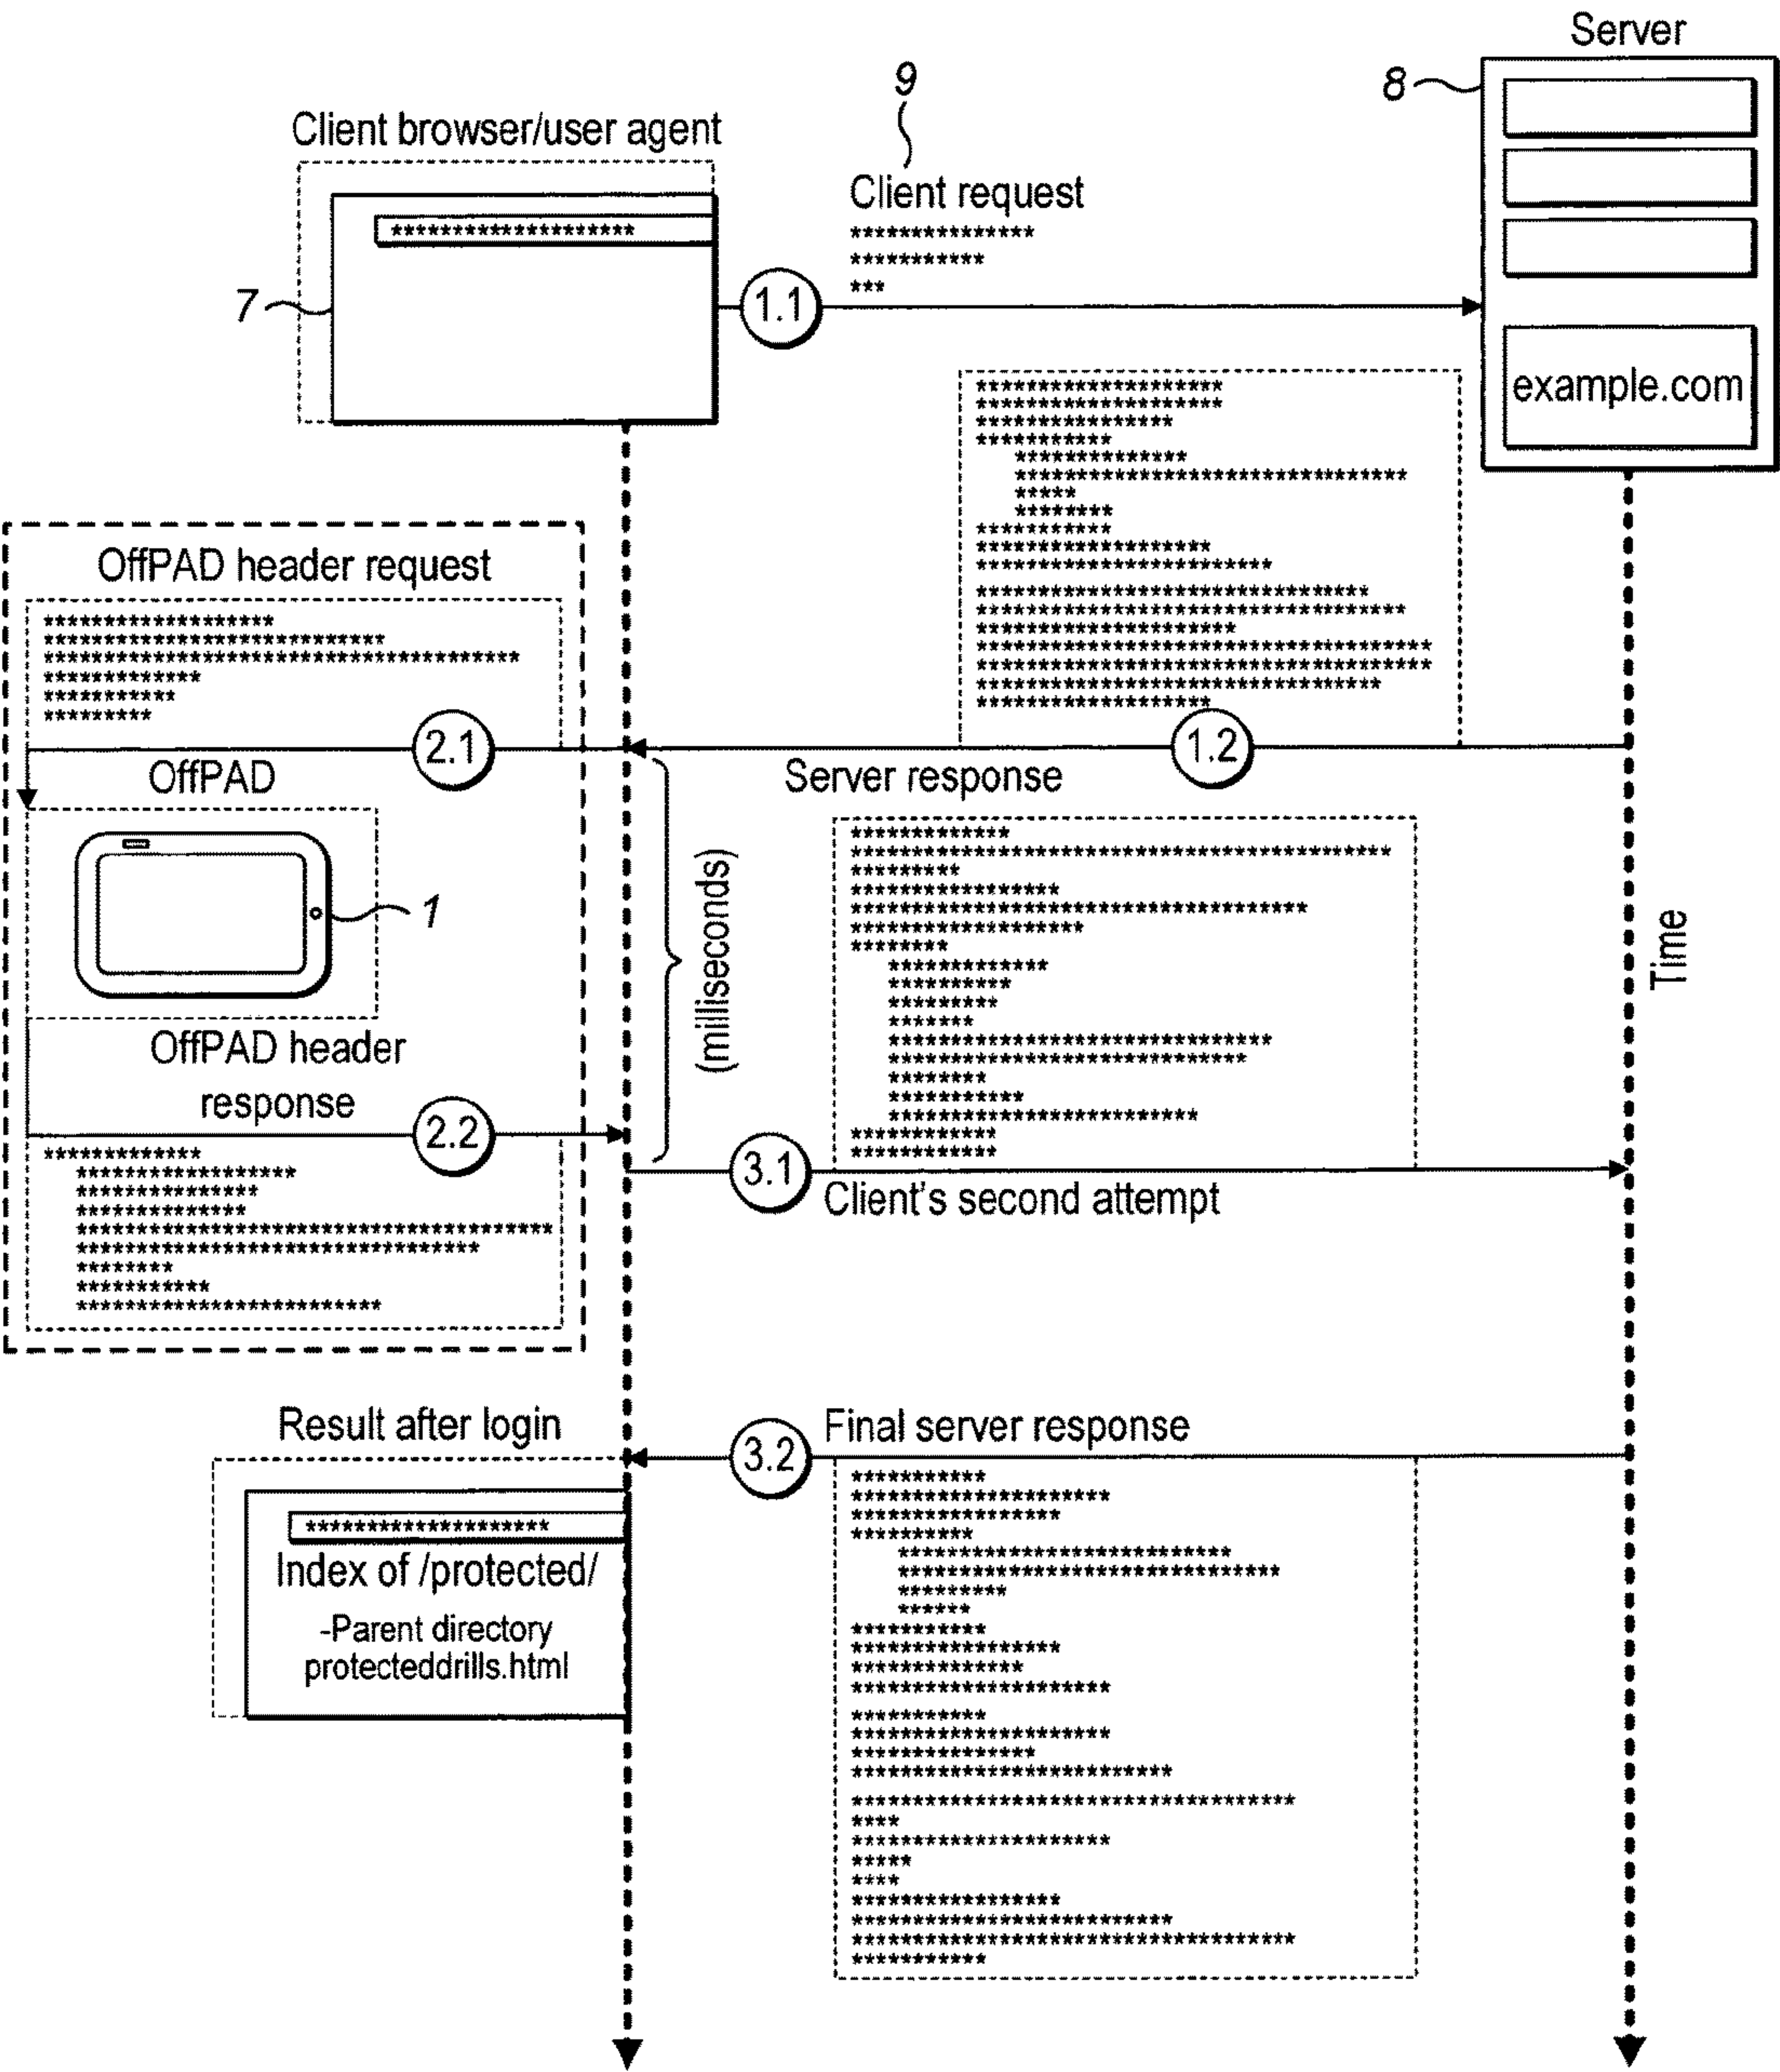 Server
8
9
Client browser/user agent
Client request
7
1.1
example.com
OffPAD header request
2.1
1.2
OffPAD
Server response
1
(milliseconds)
Time
OffPAD header
response
2.2
3.1
Client's second attempt
Result after login
3.2
Final server response
Index of /protected/
-Parent directory
protecteddrills.html